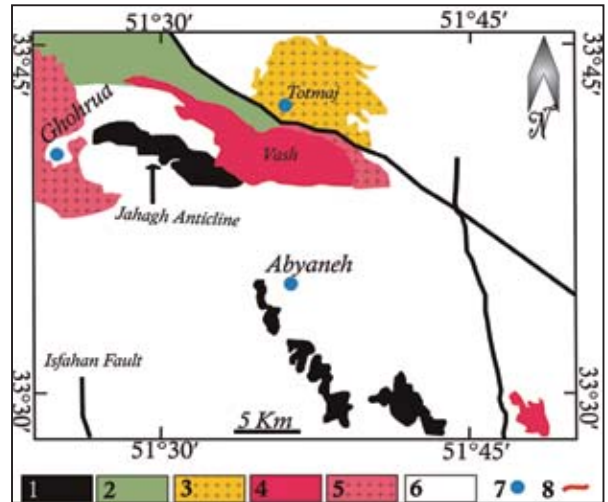 51°30′ 51°45′
33°45′ 33°45′
N
Totmaj
Ghohrud
Vash
Jahagh Anticline
Abyaneh
Isfahan Fault
33°30′ 33°30′
5 Km
51°30′ 51°45′
1 2 3 4 5 6 7 8